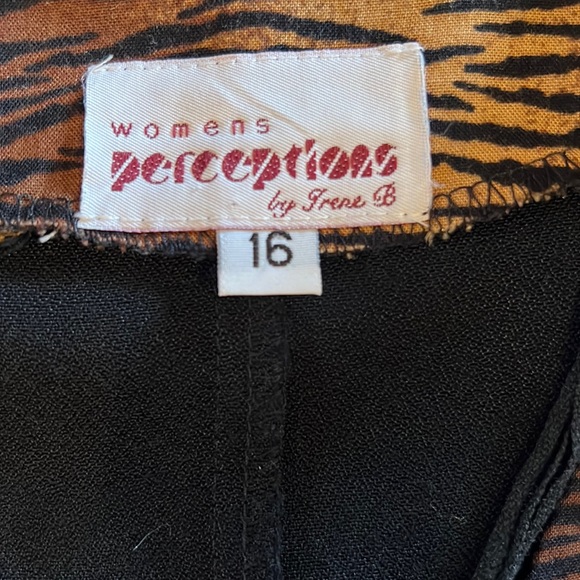 womens
perceptions
by Irene B
16